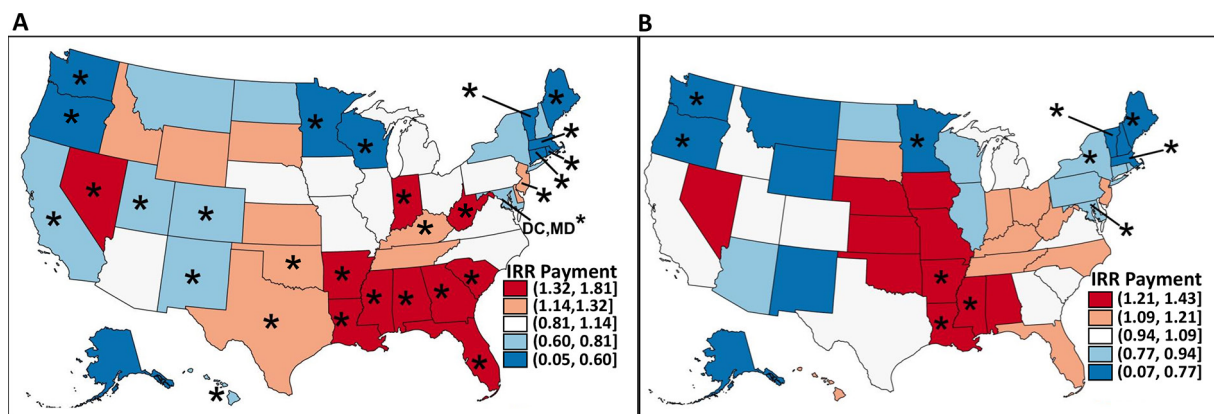 A
B
DC,MD*
IRR Payment
(1.32, 1.81]
(1.14,1.32]
(0.81, 1.14]
(0.60, 0.81]
(0.05, 0.60]
IRR Payment
(1.21, 1.43]
(1.09, 1.21]
(0.94, 1.09]
(0.77, 0.94]
(0.07, 0.77]